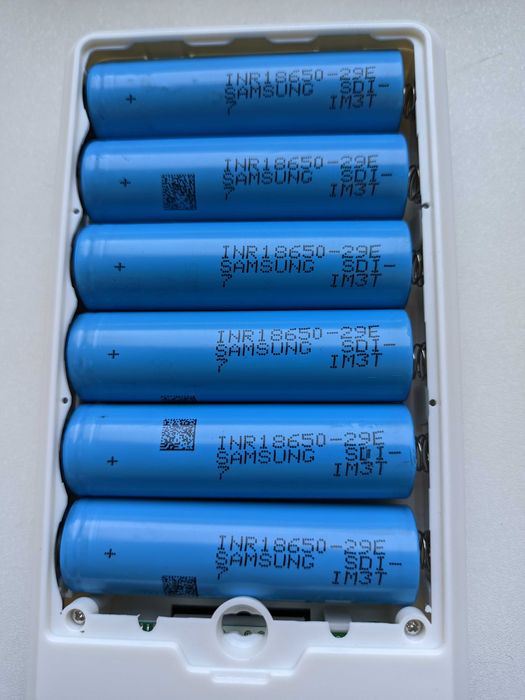 INR18650-29E
SAMSUNG SDI-
7 IM3T
+
INR18650-29E
SAMSUNG SDI-
7 IM3T
+
INR18650-29E
SAMSUNG SDI-
7 IM3T
+
INR18650-29E
SAMSUNG SDI-
7 IM3T
+
INR18650-29E
SAMSUNG SDI-
7 IM3T
+
INR18650-29E
SAMSUNG SDI-
7 IM3T
+